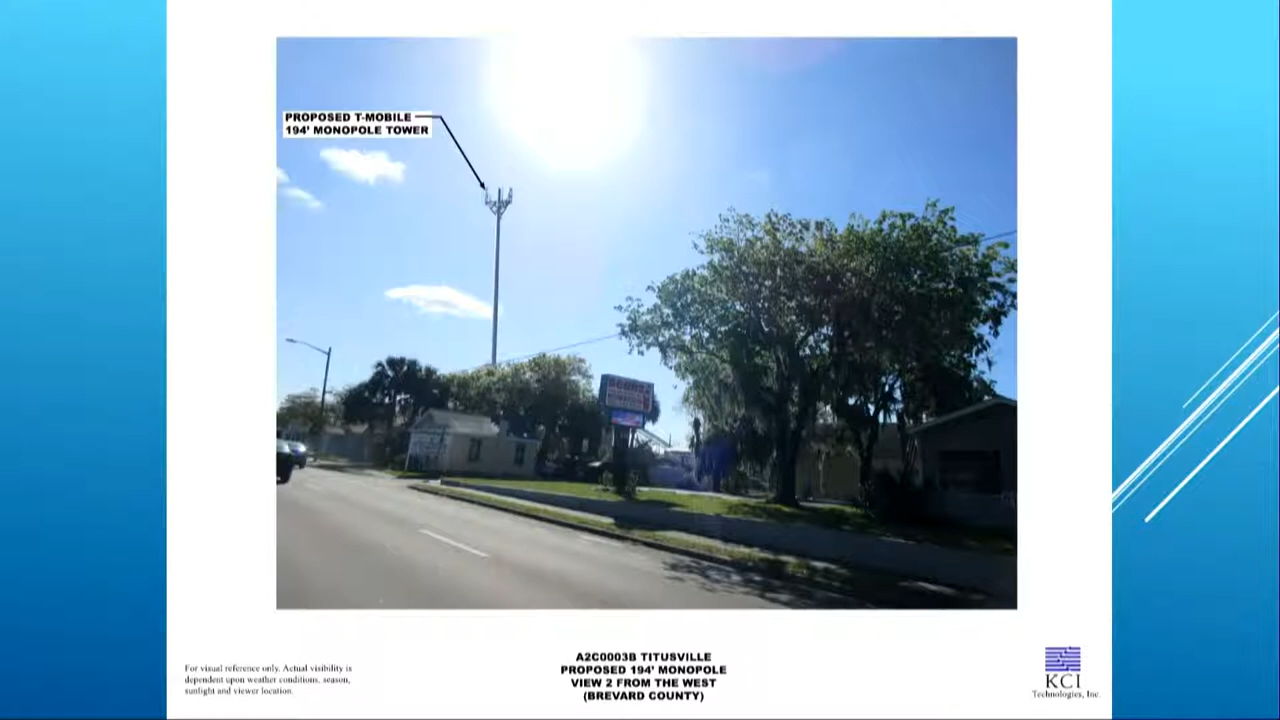 PROPOSED T-MOBILE
194' MONOPOLE TOWER
A2C0003B TITUSVILLE
PROPOSED 194' MONOPOLE
VIEW 2 FROM THE WEST
(BREVARD COUNTY)
For visual reference only. Actual visibility is
dependent upon weather conditions, season,
sunlight and viewer location.
KCI
Technologies, Inc.